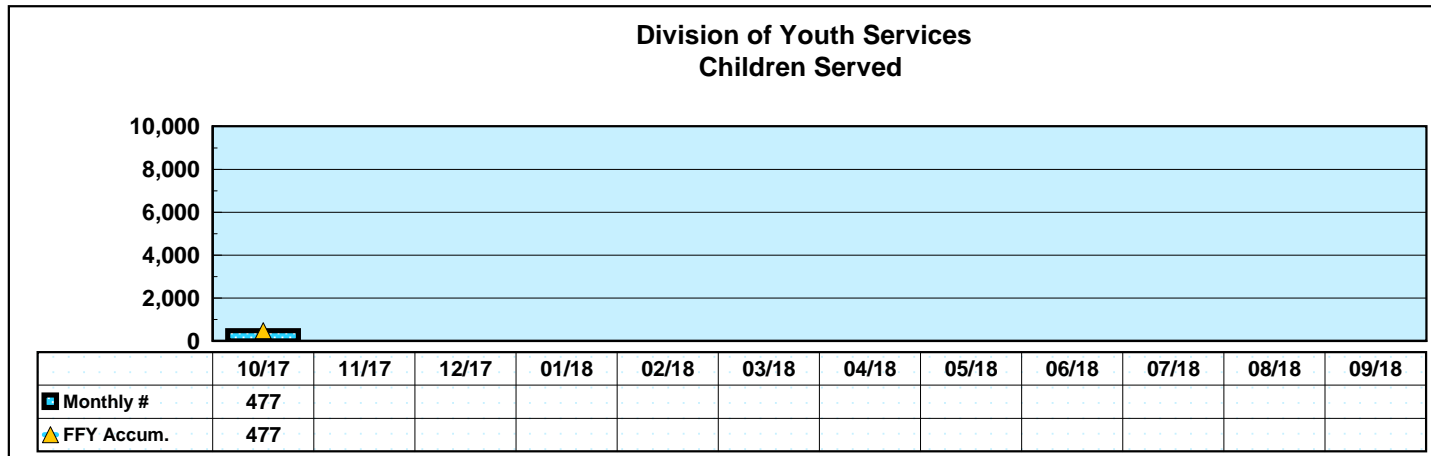 Division of Youth Services
Children Served
10,000
8,000
6,000
4,000
2,000
0
10/17 11/17 12/17 01/18 02/18 03/18 04/18 05/18 06/18 07/18 08/18 09/18
Monthly # 477
FFY Accum. 477